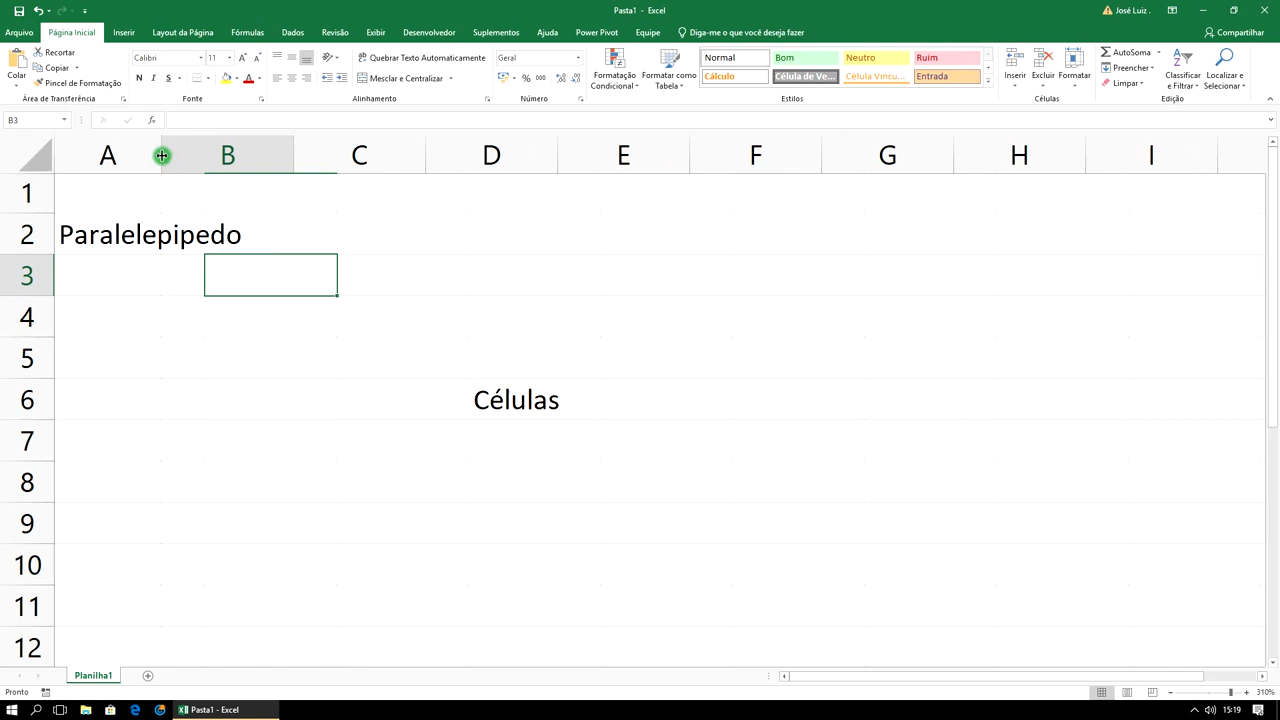 Pasta1 - Excel
José Luiz .
Arquivo Página Inicial Inserir Layout da Página Fórmulas Dados Revisão Exibir Desenvolvedor Suplementos Ajuda Power Pivot Equipe Diga-me o que você deseja fazer Compartilhar
Colar
Recortar
Copiar
Pincel de Formatação
Área de Transferência
Calibri 11
N I S
Fonte
Quebrar Texto Automaticamente
Mesclar e Centralizar
Alinhamento
Geral
% 000
Número
Formatação Condicional
Formatar como Tabela
Normal Bom Neutro Ruim
Cálculo Célula de Ve... Célula Vincu... Entrada
Estilos
Inserir Excluir Formatar
Células
AutoSoma
Preencher
Limpar
Classificar e Filtrar
Localizar e Selecionar
Edição
B3
fx
A B C D E F G H I
1
2 Paralelepipedo
3
4
5
6 Células
7
8
9
10
11
12
Planilha1
Pronto
310%
Pasta1 - Excel
15:19